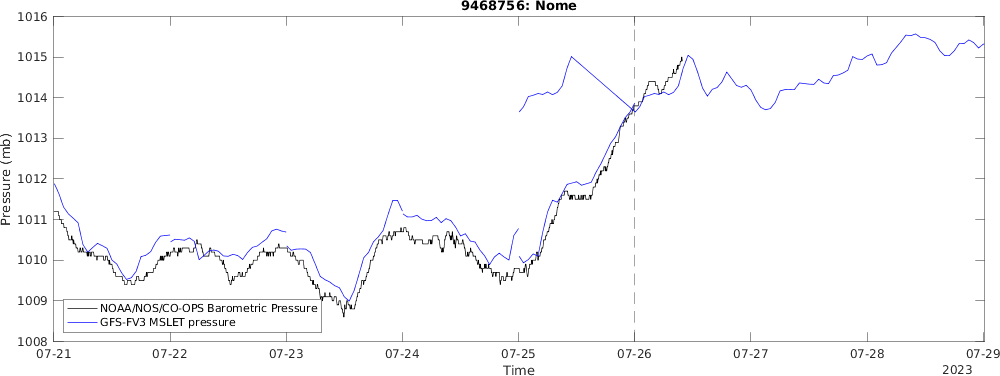 9468756: Nome
1016
1015
1014
1013
1012
1011
1010
1009
1008
Pressure (mb)
NOAA/NOS/CO-OPS Barometric Pressure
GFS-FV3 MSLET pressure
07-21 07-22 07-23 07-24 07-25 07-26 07-27 07-28 07-29
Time
2023